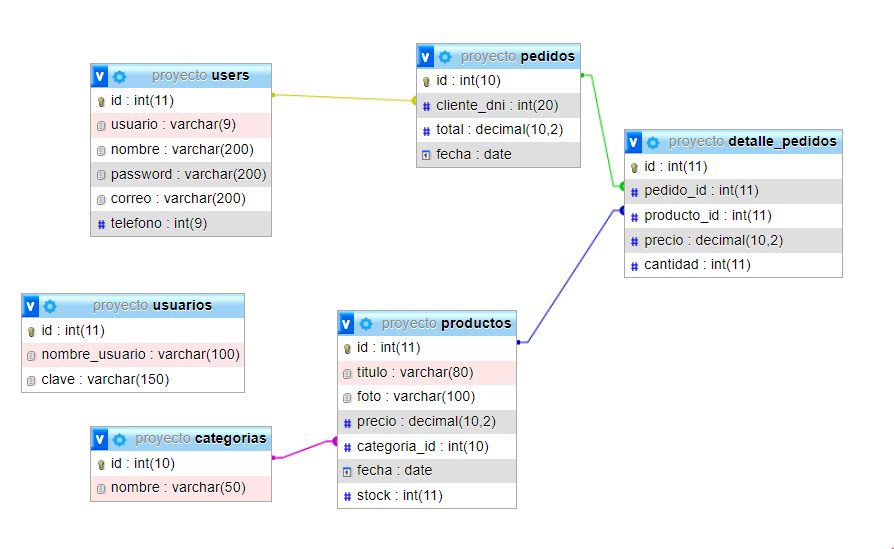 proyecto users
id : int(11)
usuario : varchar(9)
nombre : varchar(200)
password : varchar(200)
correo : varchar(200)
telefono : int(9)
proyecto pedidos
id : int(10)
cliente_dni : int(20)
total : decimal(10,2)
fecha : date
proyecto detalle_pedidos
id : int(11)
pedido_id : int(11)
producto_id : int(11)
precio : decimal(10,2)
cantidad : int(11)
proyecto usuarios
id : int(11)
nombre_usuario : varchar(100)
clave : varchar(150)
proyecto productos
id : int(11)
titulo : varchar(80)
foto : varchar(100)
precio : decimal(10,2)
categoria_id : int(10)
fecha : date
stock : int(11)
proyecto categorias
id : int(10)
nombre : varchar(50)